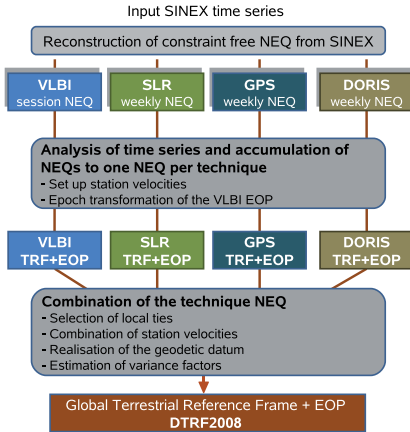 Input SINEX time series
Reconstruction of constraint free NEQ from SINEX
VLBI
session NEQ
SLR
weekly NEQ
GPS
weekly NEQ
DORIS
weekly NEQ
Analysis of time series and accumulation of
NEQs to one NEQ per technique
- Set up station velocities
- Epoch transformation of the VLBI EOP
VLBI
TRF+EOP
SLR
TRF+EOP
GPS
TRF+EOP
DORIS
TRF+EOP
Combination of the technique NEQ
- Selection of local ties
- Combination of station velocities
- Realisation of the geodetic datum
- Estimation of variance factors
Global Terrestrial Reference Frame + EOP
DTRF2008